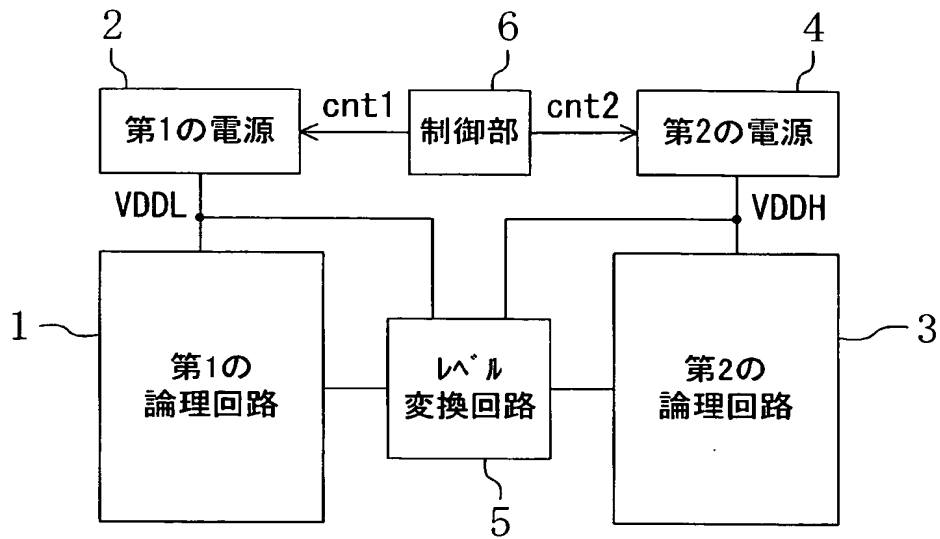 2
6
4
第1の電源
cnt1
制御部
cnt2
第2の電源
VDDL
VDDH
1
第1の
論理回路
ﾚﾍﾞﾙ
変換回路
第2の
論理回路
3
5